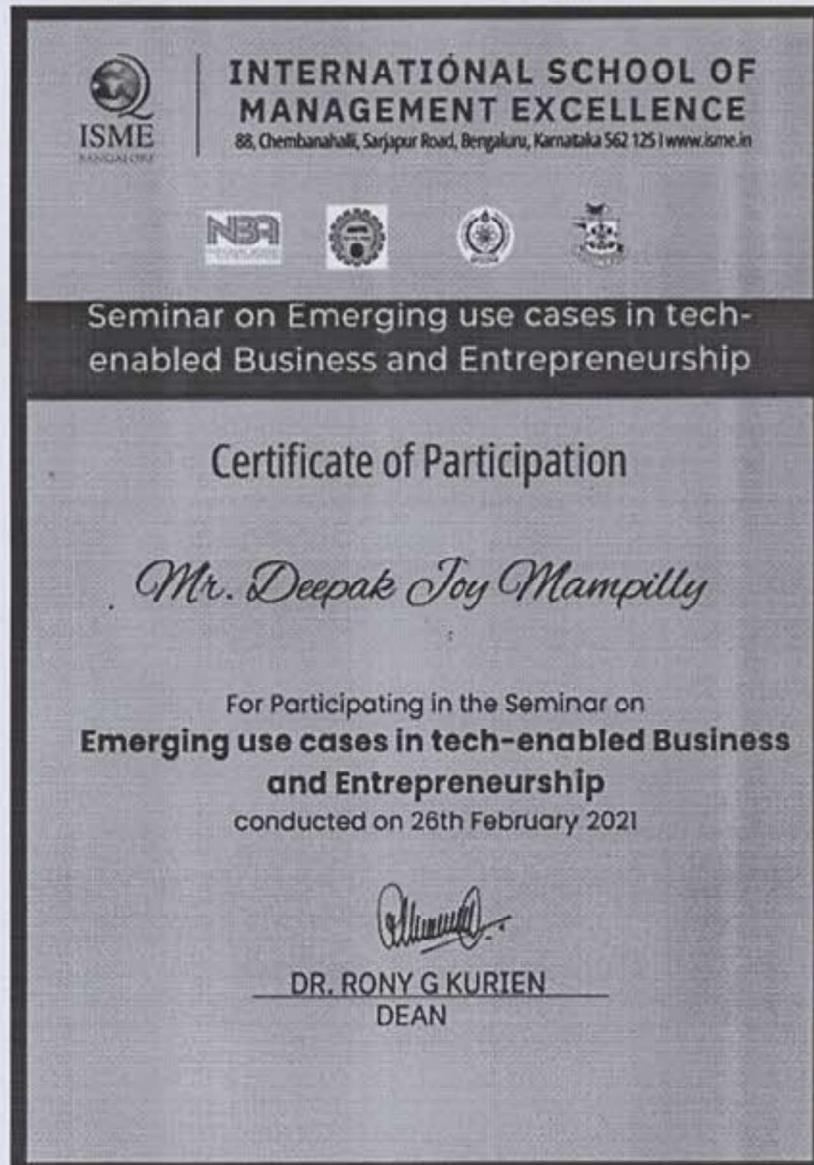 ISME
BANGALORE
INTERNATIONAL SCHOOL OF
MANAGEMENT EXCELLENCE
88, Chembanahalli, Sarjapur Road, Bengaluru, Karnataka 562 125 I www.isme.in
NBA
Seminar on Emerging use cases in tech-
enabled Business and Entrepreneurship
Certificate of Participation
Mr. Deepak Joy Mampilly
For Participating in the Seminar on
Emerging use cases in tech-enabled Business
and Entrepreneurship
conducted on 26th February 2021
DR. RONY G KURIEN
DEAN